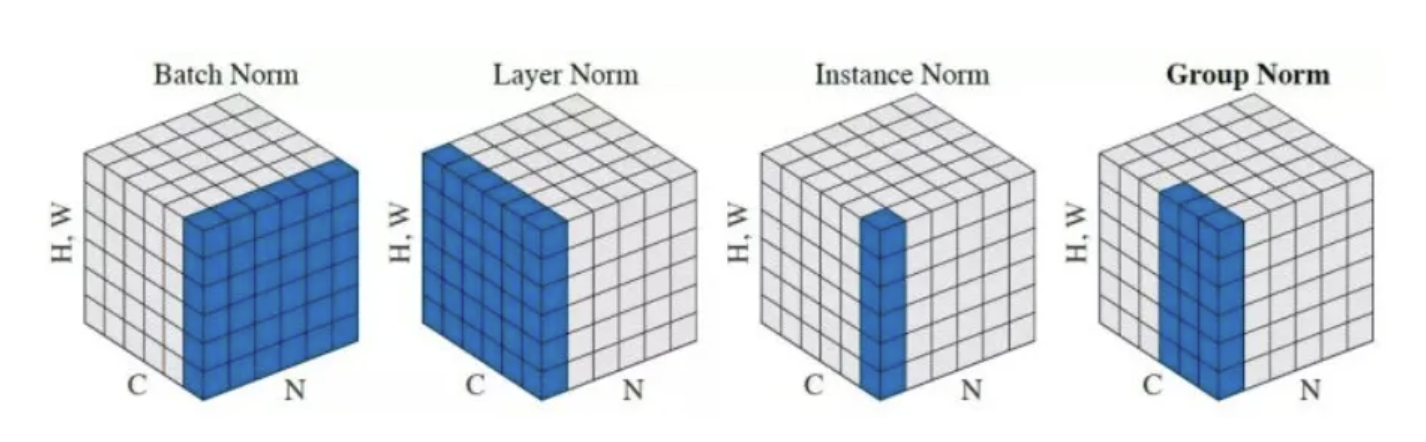 Batch Norm
Layer Norm
Instance Norm
Group Norm
H, W
C
N
H, W
C
N
H, W
C
N
H, W
C
N